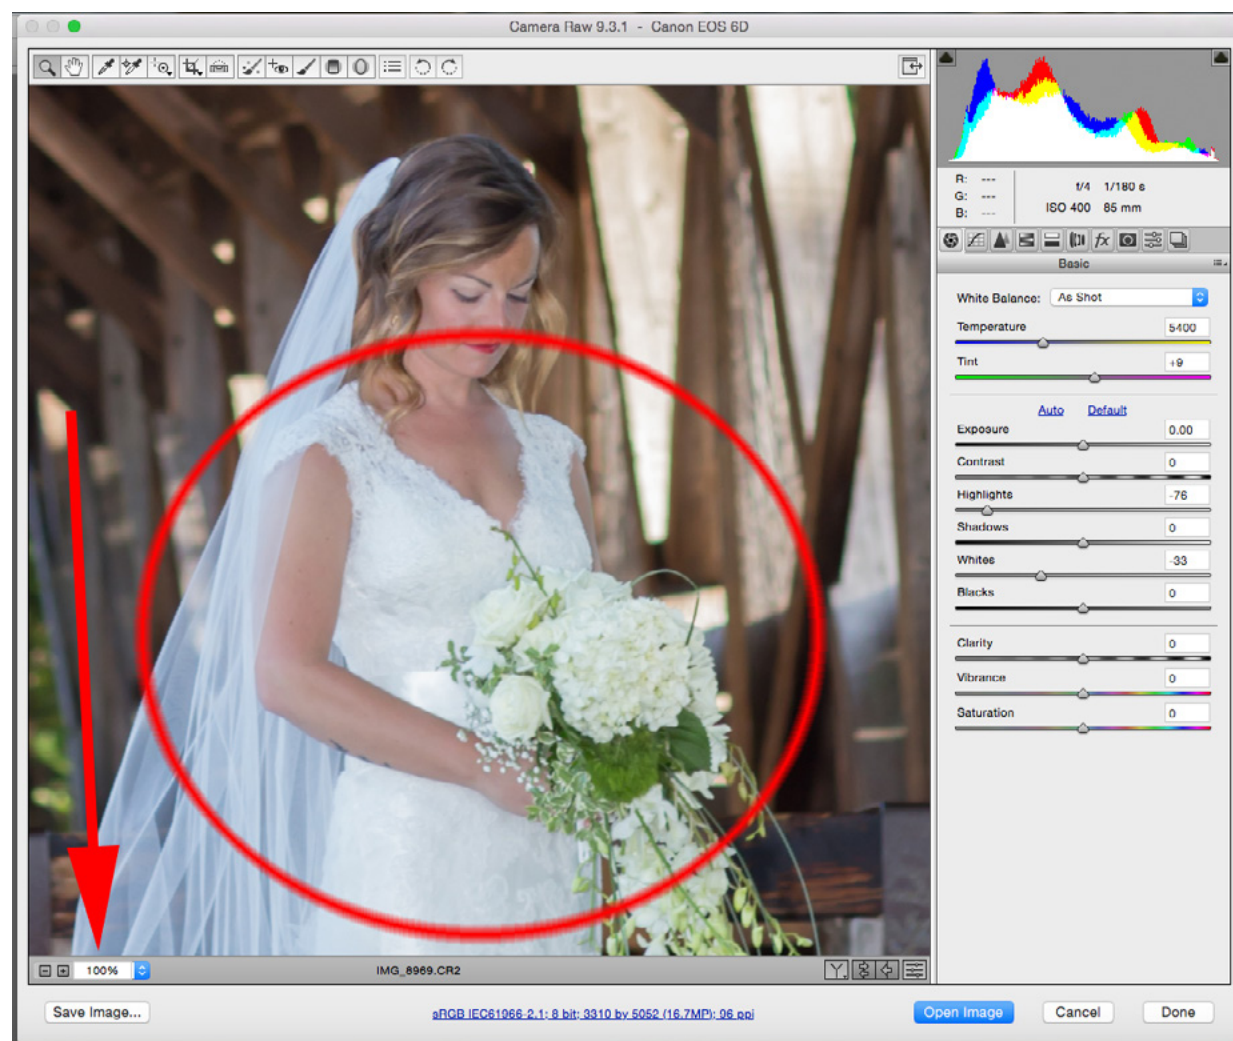 Camera Raw 9.3.1 - Canon EOS 6D
R: ---
G: ---
B: ---
f/4 1/180 s
ISO 400 85 mm
fx
Basic
White Balance: As Shot
Temperature 5400
Tint +9
Auto Default
Exposure 0.00
Contrast 0
Highlights -76
Shadows 0
Whites -33
Blacks 0
Clarity 0
Vibrance 0
Saturation 0
100% IMG_8969.CR2 Y
Save Image... sRGB IEC61966-2.1; 8 bit; 3310 by 5052 (16.7MP); 96 ppi Open Image Cancel Done